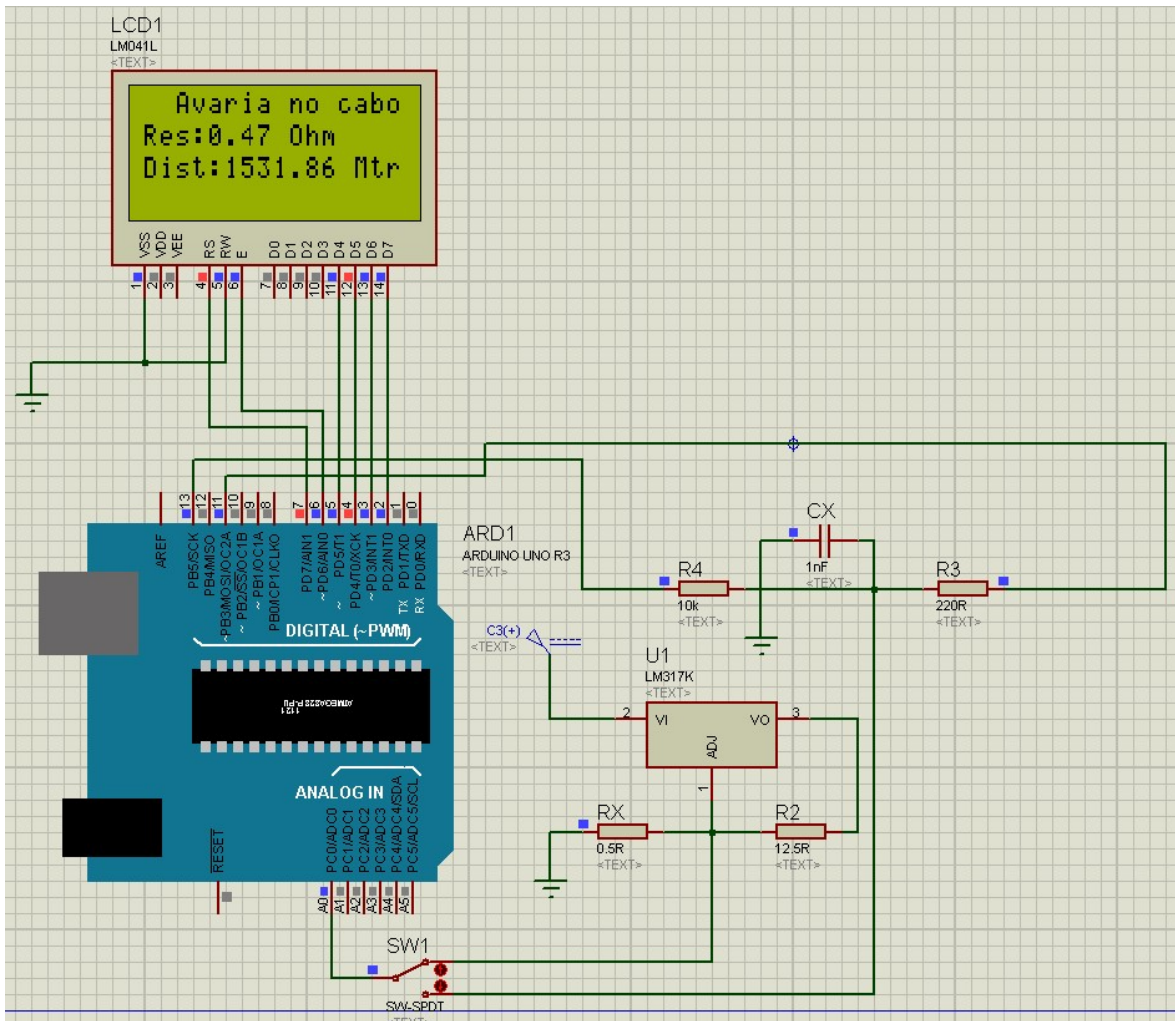 LCD1
LM041L
<TEXT>
Avaria no cabo
Res:0.47 Ohm
Dist:1531.86 Mtr
VSS
VDD
VEE
RS
RW
E
D0
D1
D2
D3
D4
D5
D6
D7
1
2
3
4
5
6
7
8
9
10
11
12
13
14
13
12
11
10
9
8
7
6
5
4
3
2
1
0
AREF
PB5/SCK
PB4/MISO
~PB3/MOSI/OC2A
~PB2/SS/OC1B
~PB1/OC1A
PB0/ICP1/CLKO
PD7/AIN1
~PD6/AIN0
~PD5/T1
PD4/T0/XCK
~PD3/INT1
PD2/INT0
TX PD1/TXD
RX PD0/RXD
DIGITAL (~PWM)
ARD1
ARDUINO UNO R3
<TEXT>
1121
ANALOG IN
RESET
PC0/ADC0
PC1/ADC1
PC2/ADC2
PC3/ADC3
PC4/ADC4/SDA
PC5/ADC5/SCL
A0
A1
A2
A3
A4
A5
CX
1nF
<TEXT>
R4
10k
<TEXT>
R3
220R
<TEXT>
C3(+)
<TEXT>
U1
LM317K
<TEXT>
2
VI
VO
3
ADJ
1
RX
0.5R
<TEXT>
R2
12.5R
<TEXT>
SW1
SW-SPDT
<TEXT>